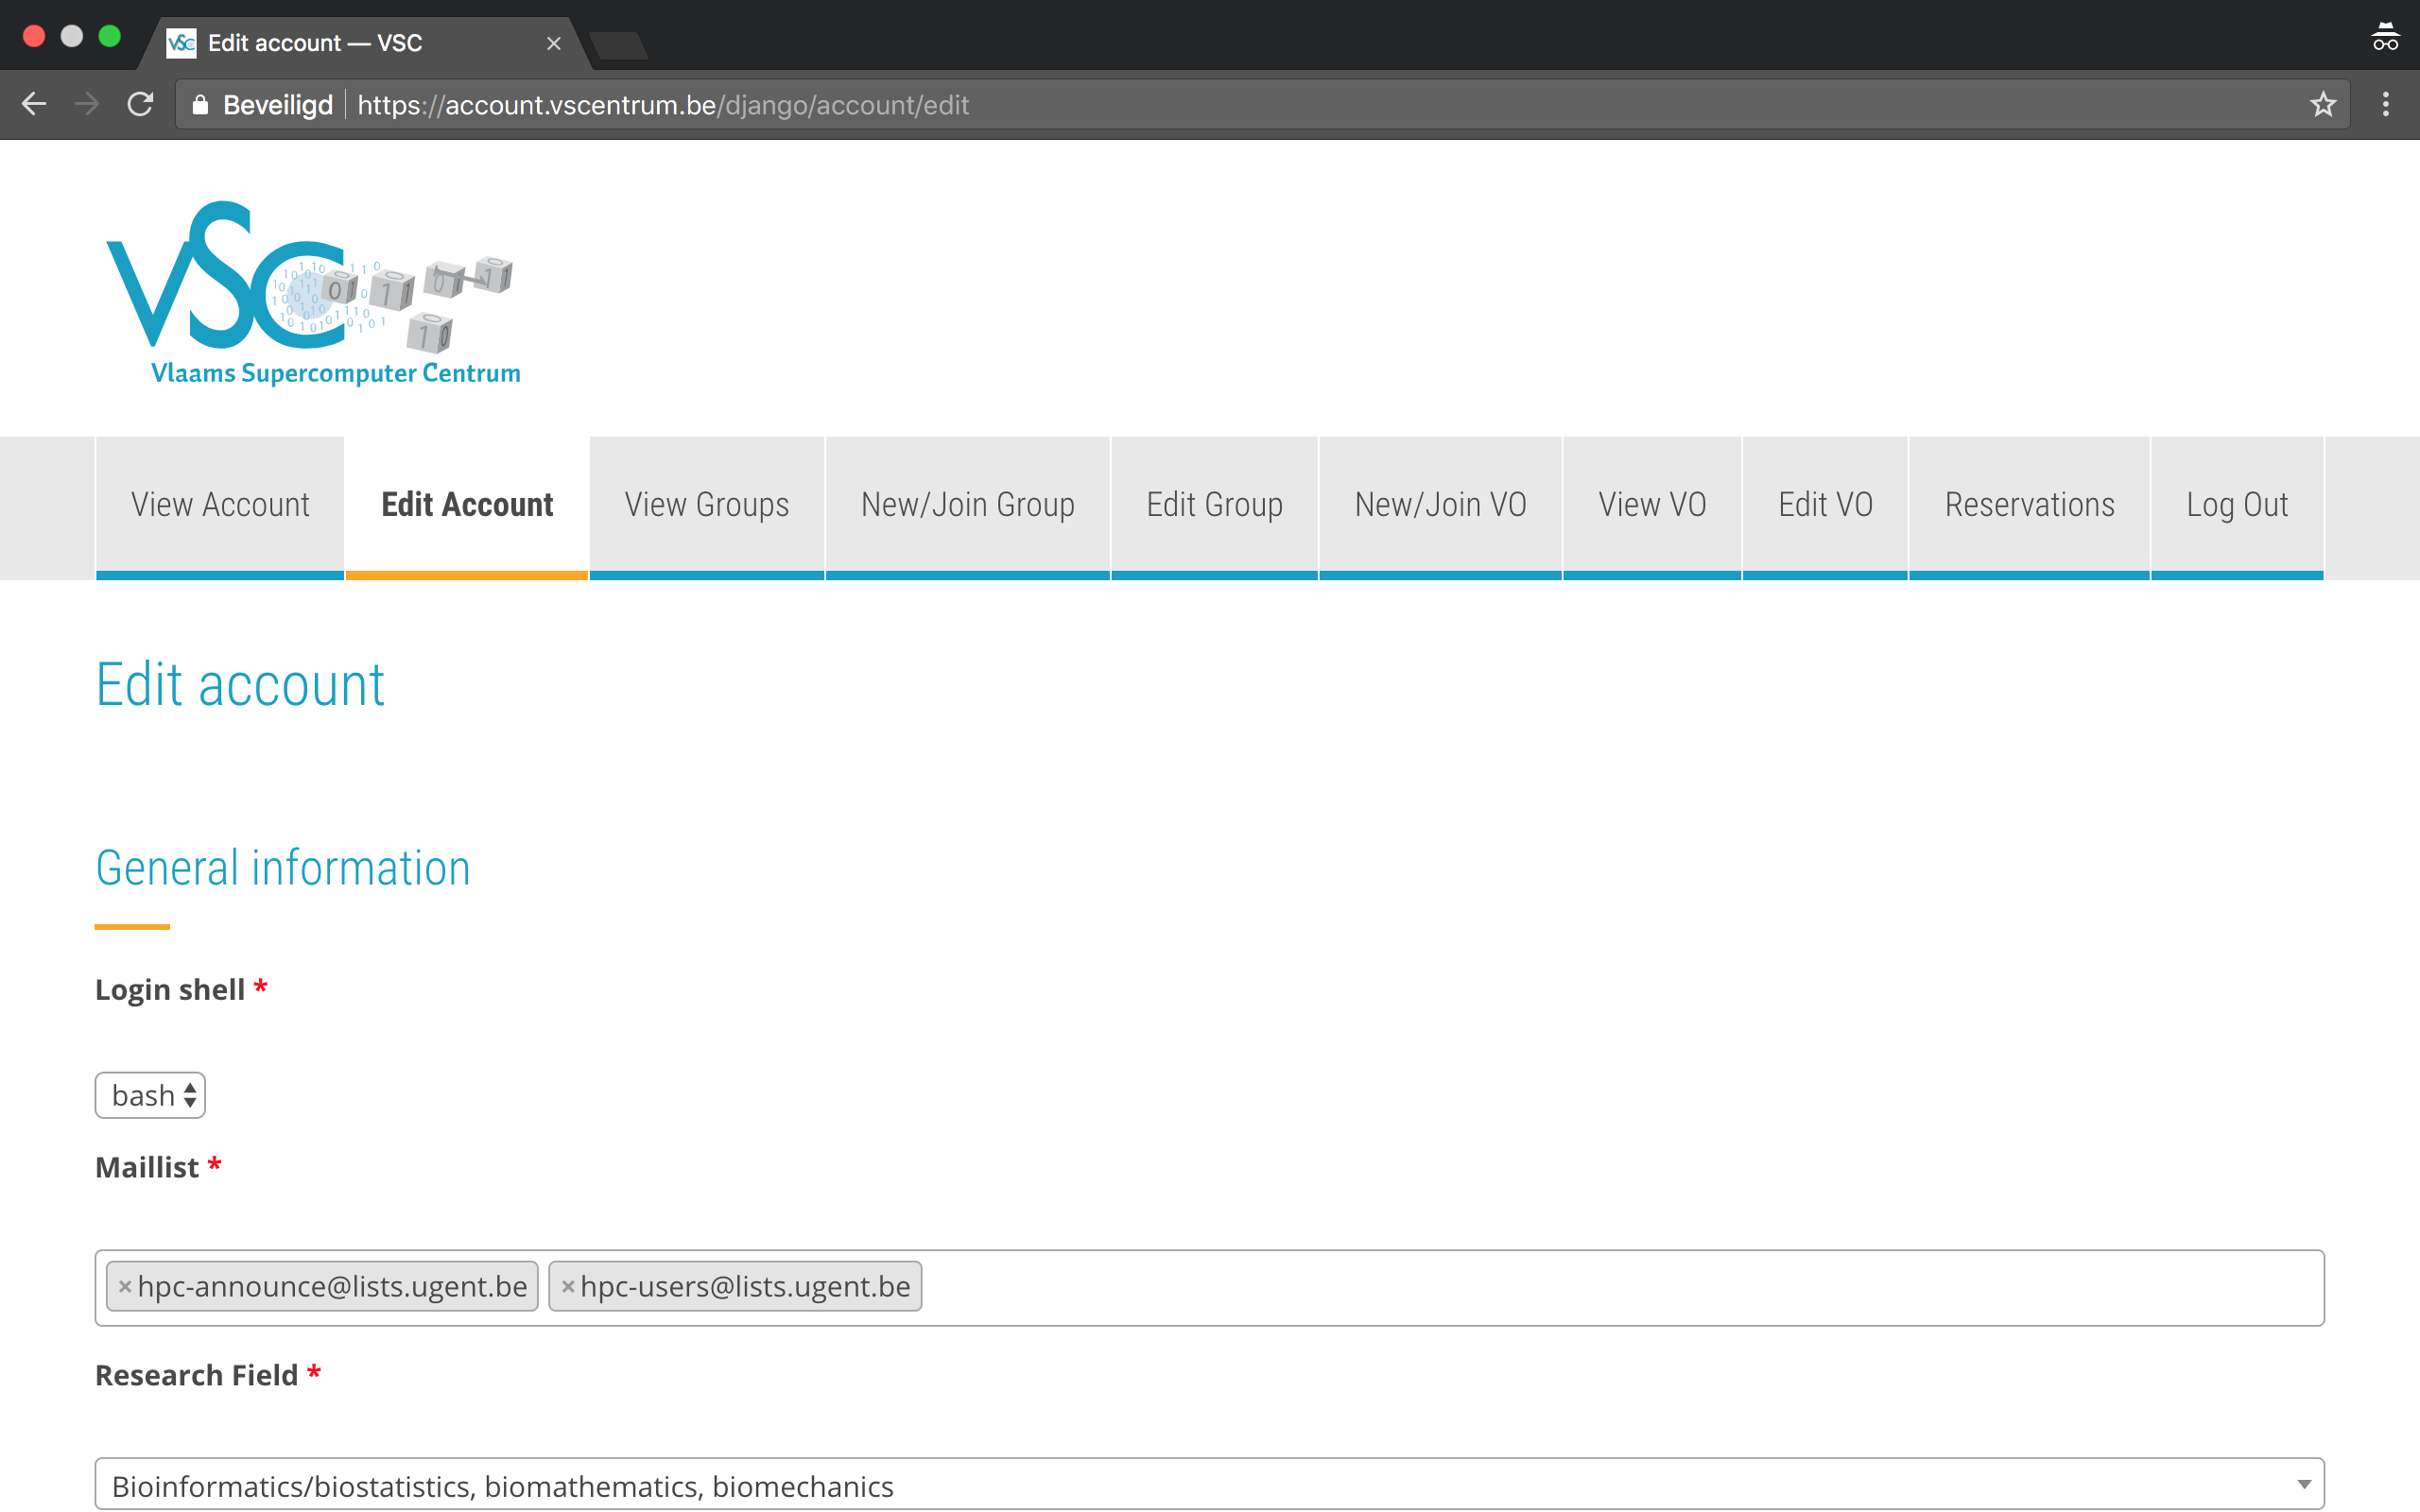 Edit account — VSC
Beveiligd https://account.vscentrum.be/django/account/edit
vsc
Vlaams Supercomputer Centrum
View Account Edit Account View Groups New/Join Group Edit Group New/Join VO View VO Edit VO Reservations Log Out
Edit account
General information
Login shell *
bash
Maillist *
×hpc-announce@lists.ugent.be ×hpc-users@lists.ugent.be
Research Field *
Bioinformatics/biostatistics, biomathematics, biomechanics